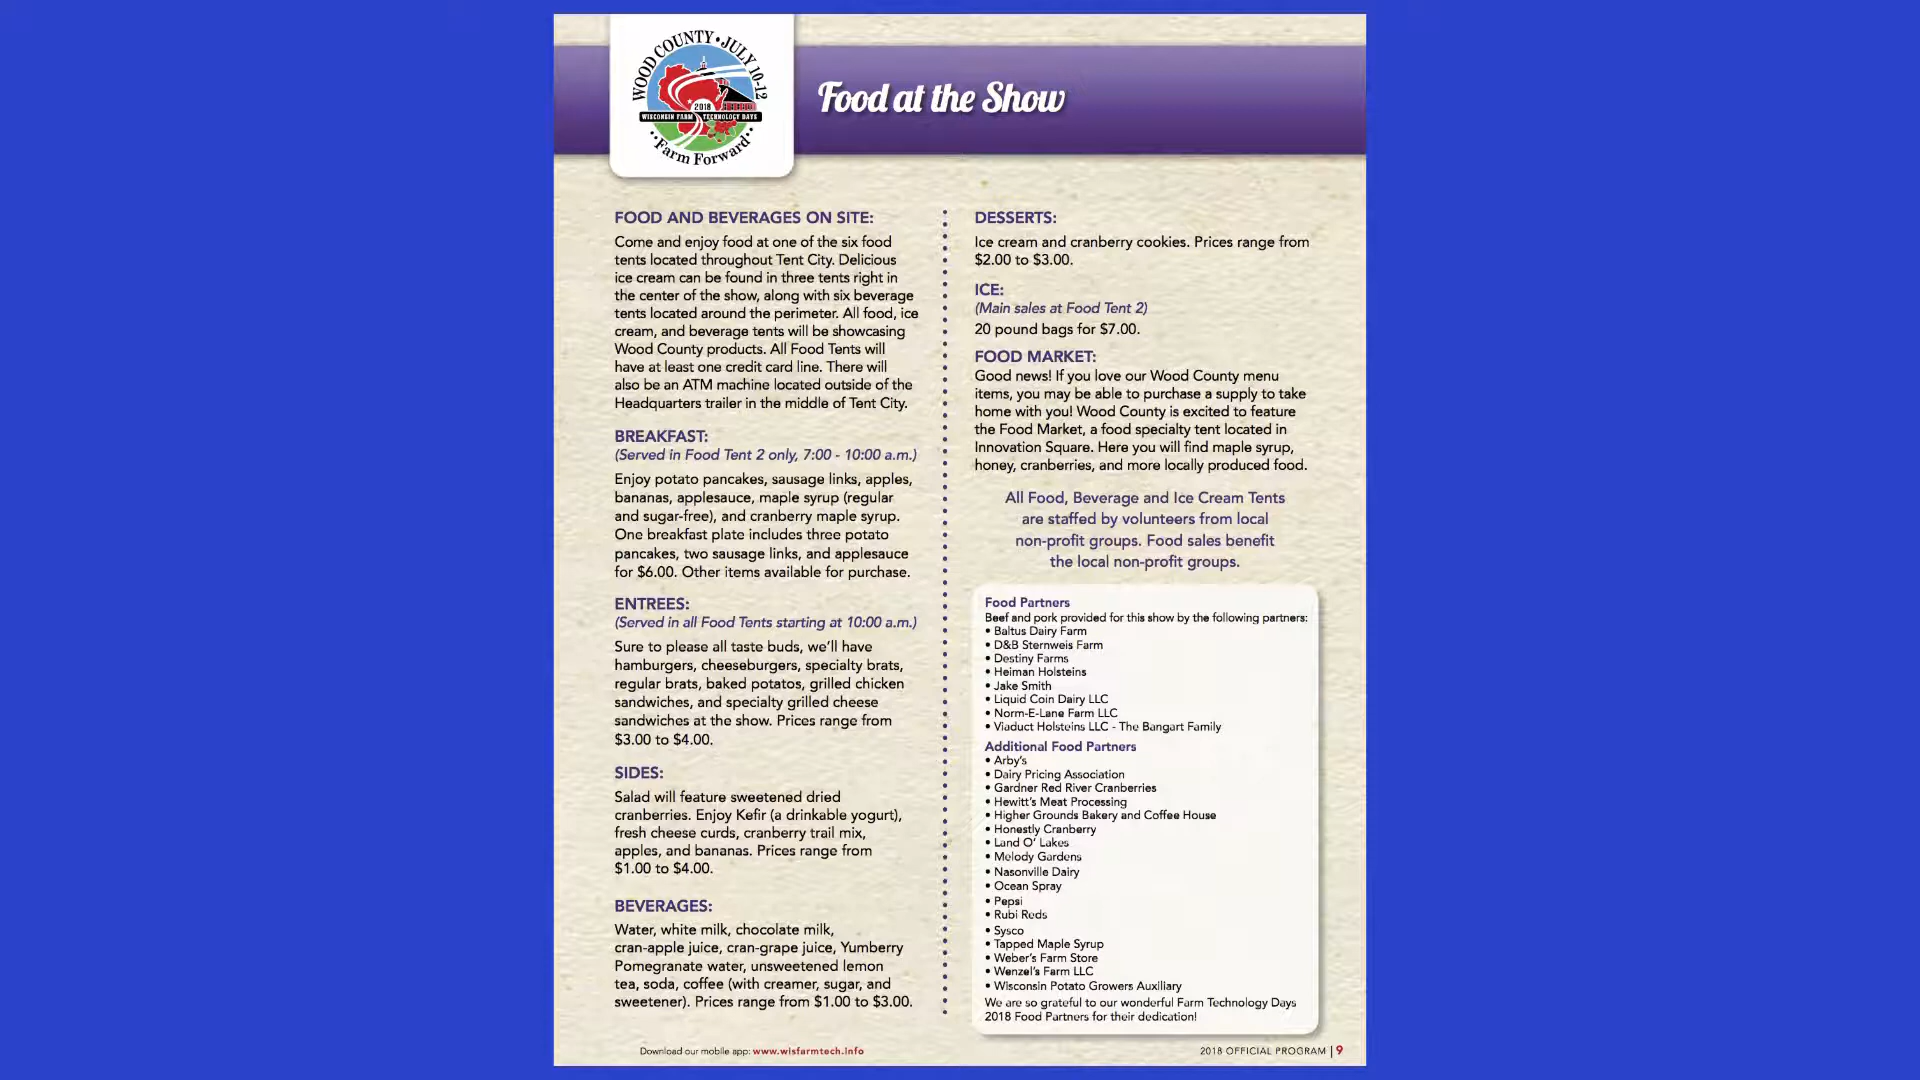 WOOD COUNTY • JULY 10-12
2018
WISCONSIN FARM TECHNOLOGY DAYS
Farm Forward
Food at the Show
FOOD AND BEVERAGES ON SITE:
Come and enjoy food at one of the six food
tents located throughout Tent City. Delicious
ice cream can be found in three tents right in
the center of the show, along with six beverage
tents located around the perimeter. All food, ice
cream, and beverage tents will be showcasing
Wood County products. All Food Tents will
have at least one credit card line. There will
also be an ATM machine located outside of the
Headquarters trailer in the middle of Tent City.
BREAKFAST:
(Served in Food Tent 2 only, 7:00 - 10:00 a.m.)
Enjoy potato pancakes, sausage links, apples,
bananas, applesauce, maple syrup (regular
and sugar-free), and cranberry maple syrup.
One breakfast plate includes three potato
pancakes, two sausage links, and applesauce
for $6.00. Other items available for purchase.
ENTREES:
(Served in all Food Tents starting at 10:00 a.m.)
Sure to please all taste buds, we'll have
hamburgers, cheeseburgers, specialty brats,
regular brats, baked potatos, grilled chicken
sandwiches, and specialty grilled cheese
sandwiches at the show. Prices range from
$3.00 to $4.00.
SIDES:
Salad will feature sweetened dried
cranberries. Enjoy Kefir (a drinkable yogurt),
fresh cheese curds, cranberry trail mix,
apples, and bananas. Prices range from
$1.00 to $4.00.
BEVERAGES:
Water, white milk, chocolate milk,
cran-apple juice, cran-grape juice, Yumberry
Pomegranate water, unsweetened lemon
tea, soda, coffee (with creamer, sugar, and
sweetener). Prices range from $1.00 to $3.00.
DESSERTS:
Ice cream and cranberry cookies. Prices range from
$2.00 to $3.00.
ICE:
(Main sales at Food Tent 2)
20 pound bags for $7.00.
FOOD MARKET:
Good news! If you love our Wood County menu
items, you may be able to purchase a supply to take
home with you! Wood County is excited to feature
the Food Market, a food specialty tent located in
Innovation Square. Here you will find maple syrup,
honey, cranberries, and more locally produced food.
All Food, Beverage and Ice Cream Tents
are staffed by volunteers from local
non-profit groups. Food sales benefit
the local non-profit groups.
Food Partners
Beef and pork provided for this show by the following partners:
• Baltus Dairy Farm
• D&B Sternweis Farm
• Destiny Farms
• Heiman Holsteins
• Jake Smith
• Liquid Coin Dairy LLC
• Norm-E-Lane Farm LLC
• Viaduct Holsteins LLC - The Bangart Family
Additional Food Partners
• Arby's
• Dairy Pricing Association
• Gardner Red River Cranberries
• Hewitt's Meat Processing
• Higher Grounds Bakery and Coffee House
• Honestly Cranberry
• Land O' Lakes
• Melody Gardens
• Nasonville Dairy
• Ocean Spray
• Pepsi
• Rubi Reds
• Sysco
• Tapped Maple Syrup
• Weber's Farm Store
• Wenzel's Farm LLC
• Wisconsin Potato Growers Auxiliary
We are so grateful to our wonderful Farm Technology Days
2018 Food Partners for their dedication!
Download our mobile app: www.wisfarmtech.info
2018 OFFICIAL PROGRAM | 9